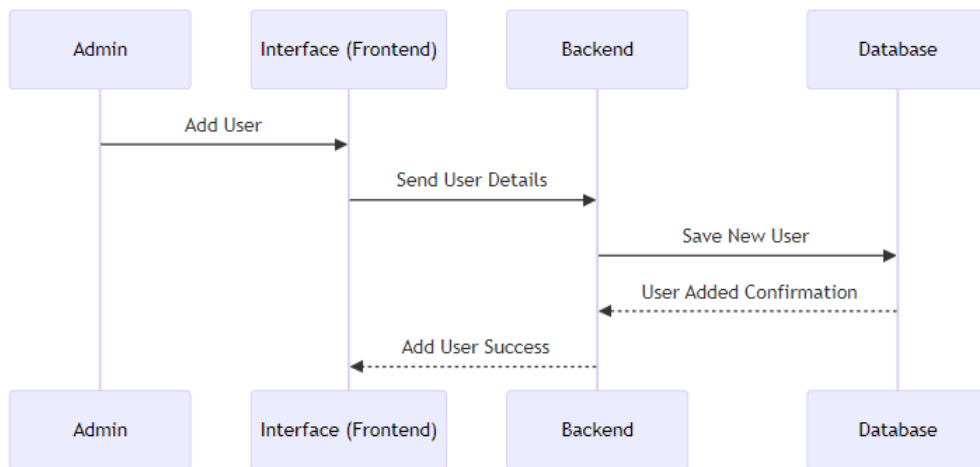 Admin
Interface (Frontend)
Backend
Database
Add User
Send User Details
Save New User
User Added Confirmation
Add User Success
Admin
Interface (Frontend)
Backend
Database